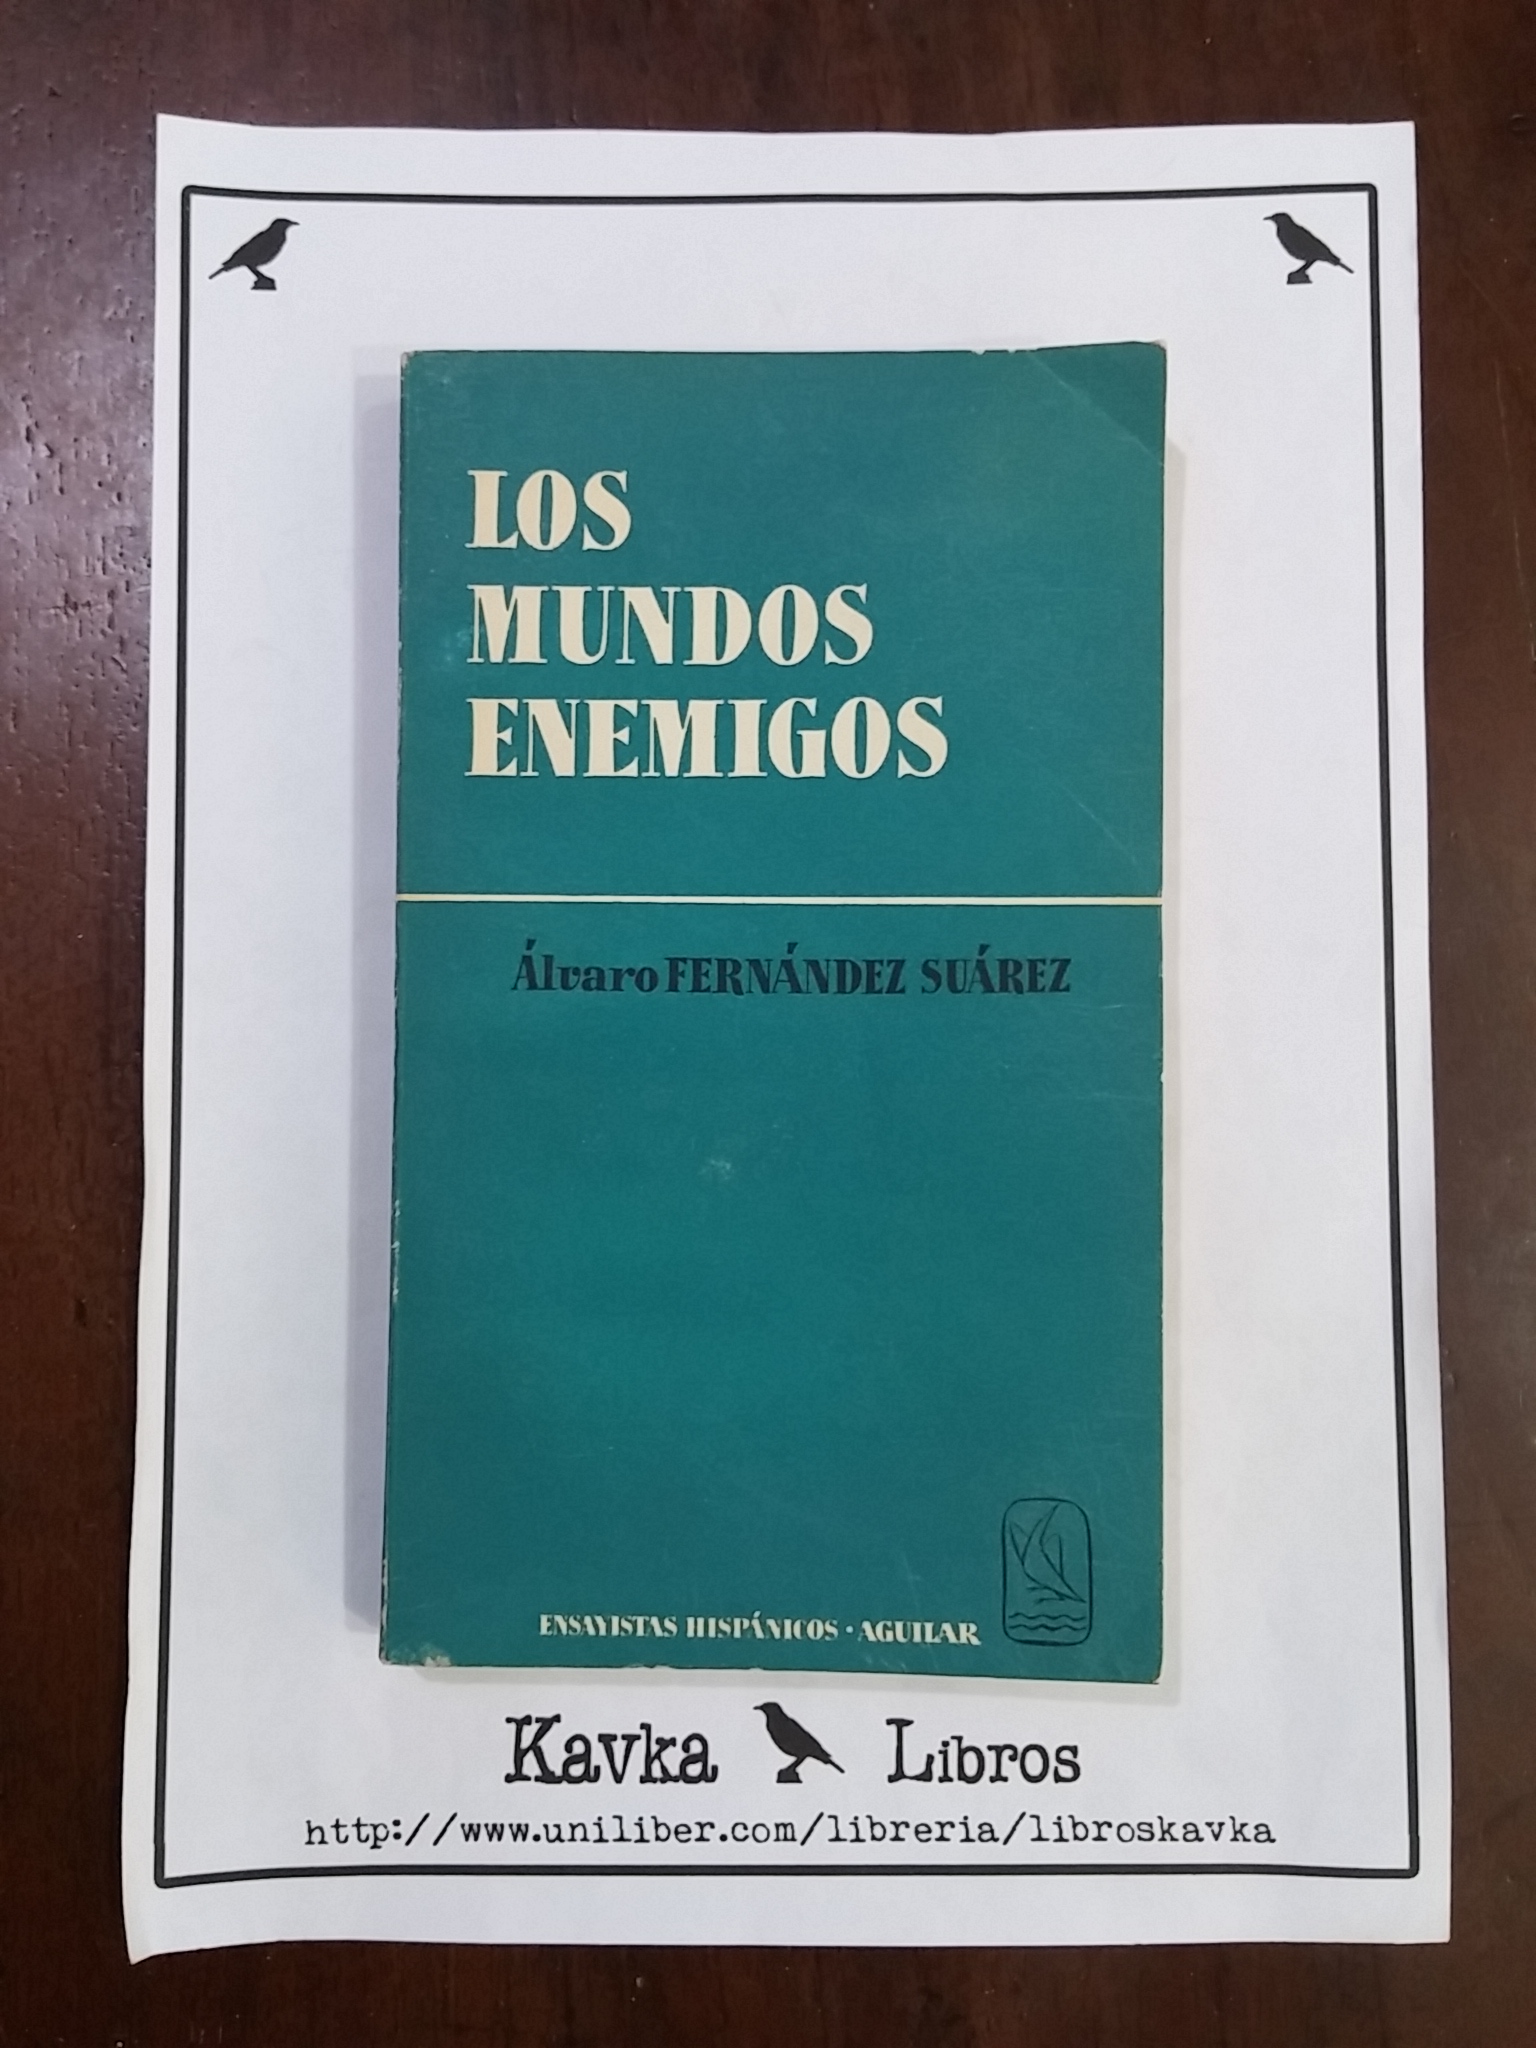 LOS
MUNDOS
ENEMIGOS
Álvaro FERNÁNDEZ SUÁREZ
ENSAYISTAS HISPÁNICOS · AGUILAR
Kavka Libros
http://www.uniliber.com/libreria/libroskavka